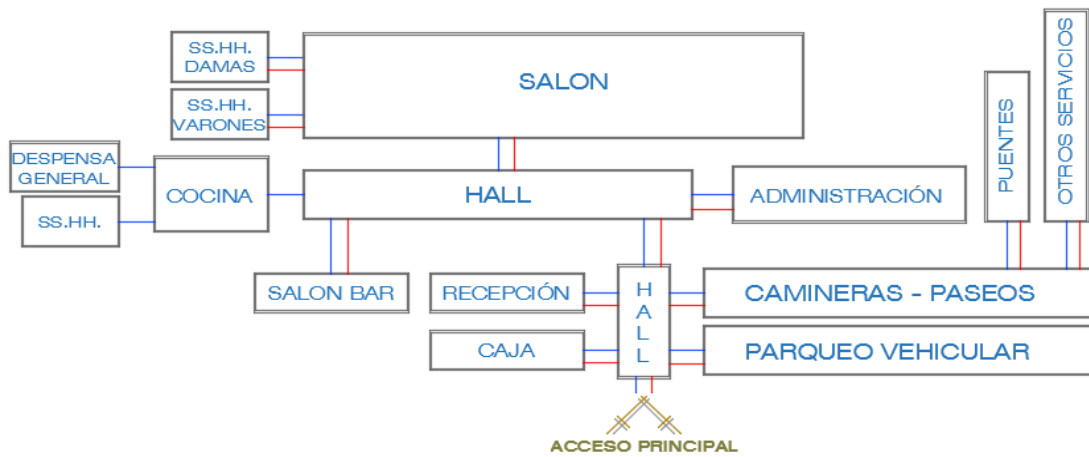 SS.HH.
DAMAS
SALON
SS.HH.
VARONES
DESPENSA
GENERAL
SS.HH.
COCINA
HALL
ADMINISTRACIÓN
PUENTES
OTROS SERVICIOS
SALON BAR
RECEPCIÓN
CAJA
HALL
CAMINERAS - PASEOS
PARQUEO VEHICULAR
ACCESO PRINCIPAL